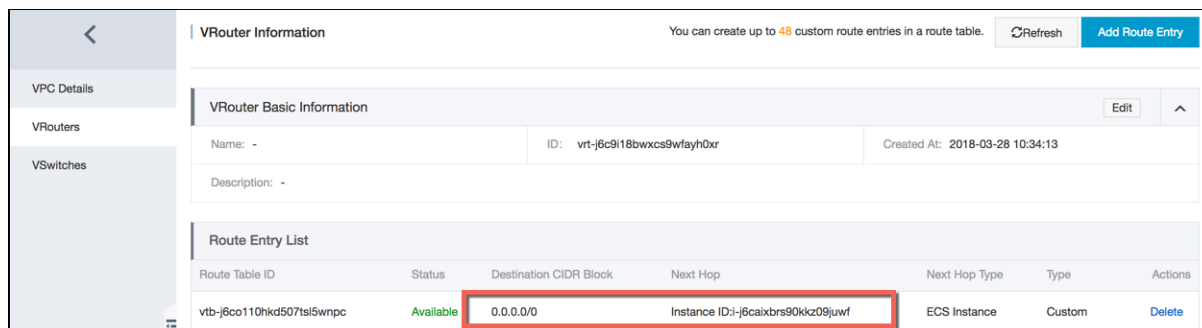 VRouter Information
You can create up to 48 custom route entries in a route table.
Refresh
Add Route Entry
VPC Details
VRouters
VSwitches
VRouter Basic Information
Edit
Name: -
ID: vrt-j6c9i18bwxcs9wfayh0xr
Created At: 2018-03-28 10:34:13
Description: -
Route Entry List
Route Table ID Status Destination CIDR Block Next Hop Next Hop Type Type Actions
vtb-j6co110hkd507tsl5wnpc Available 0.0.0.0/0 Instance ID:i-j6caixbrs90kkz09juwf ECS Instance Custom Delete